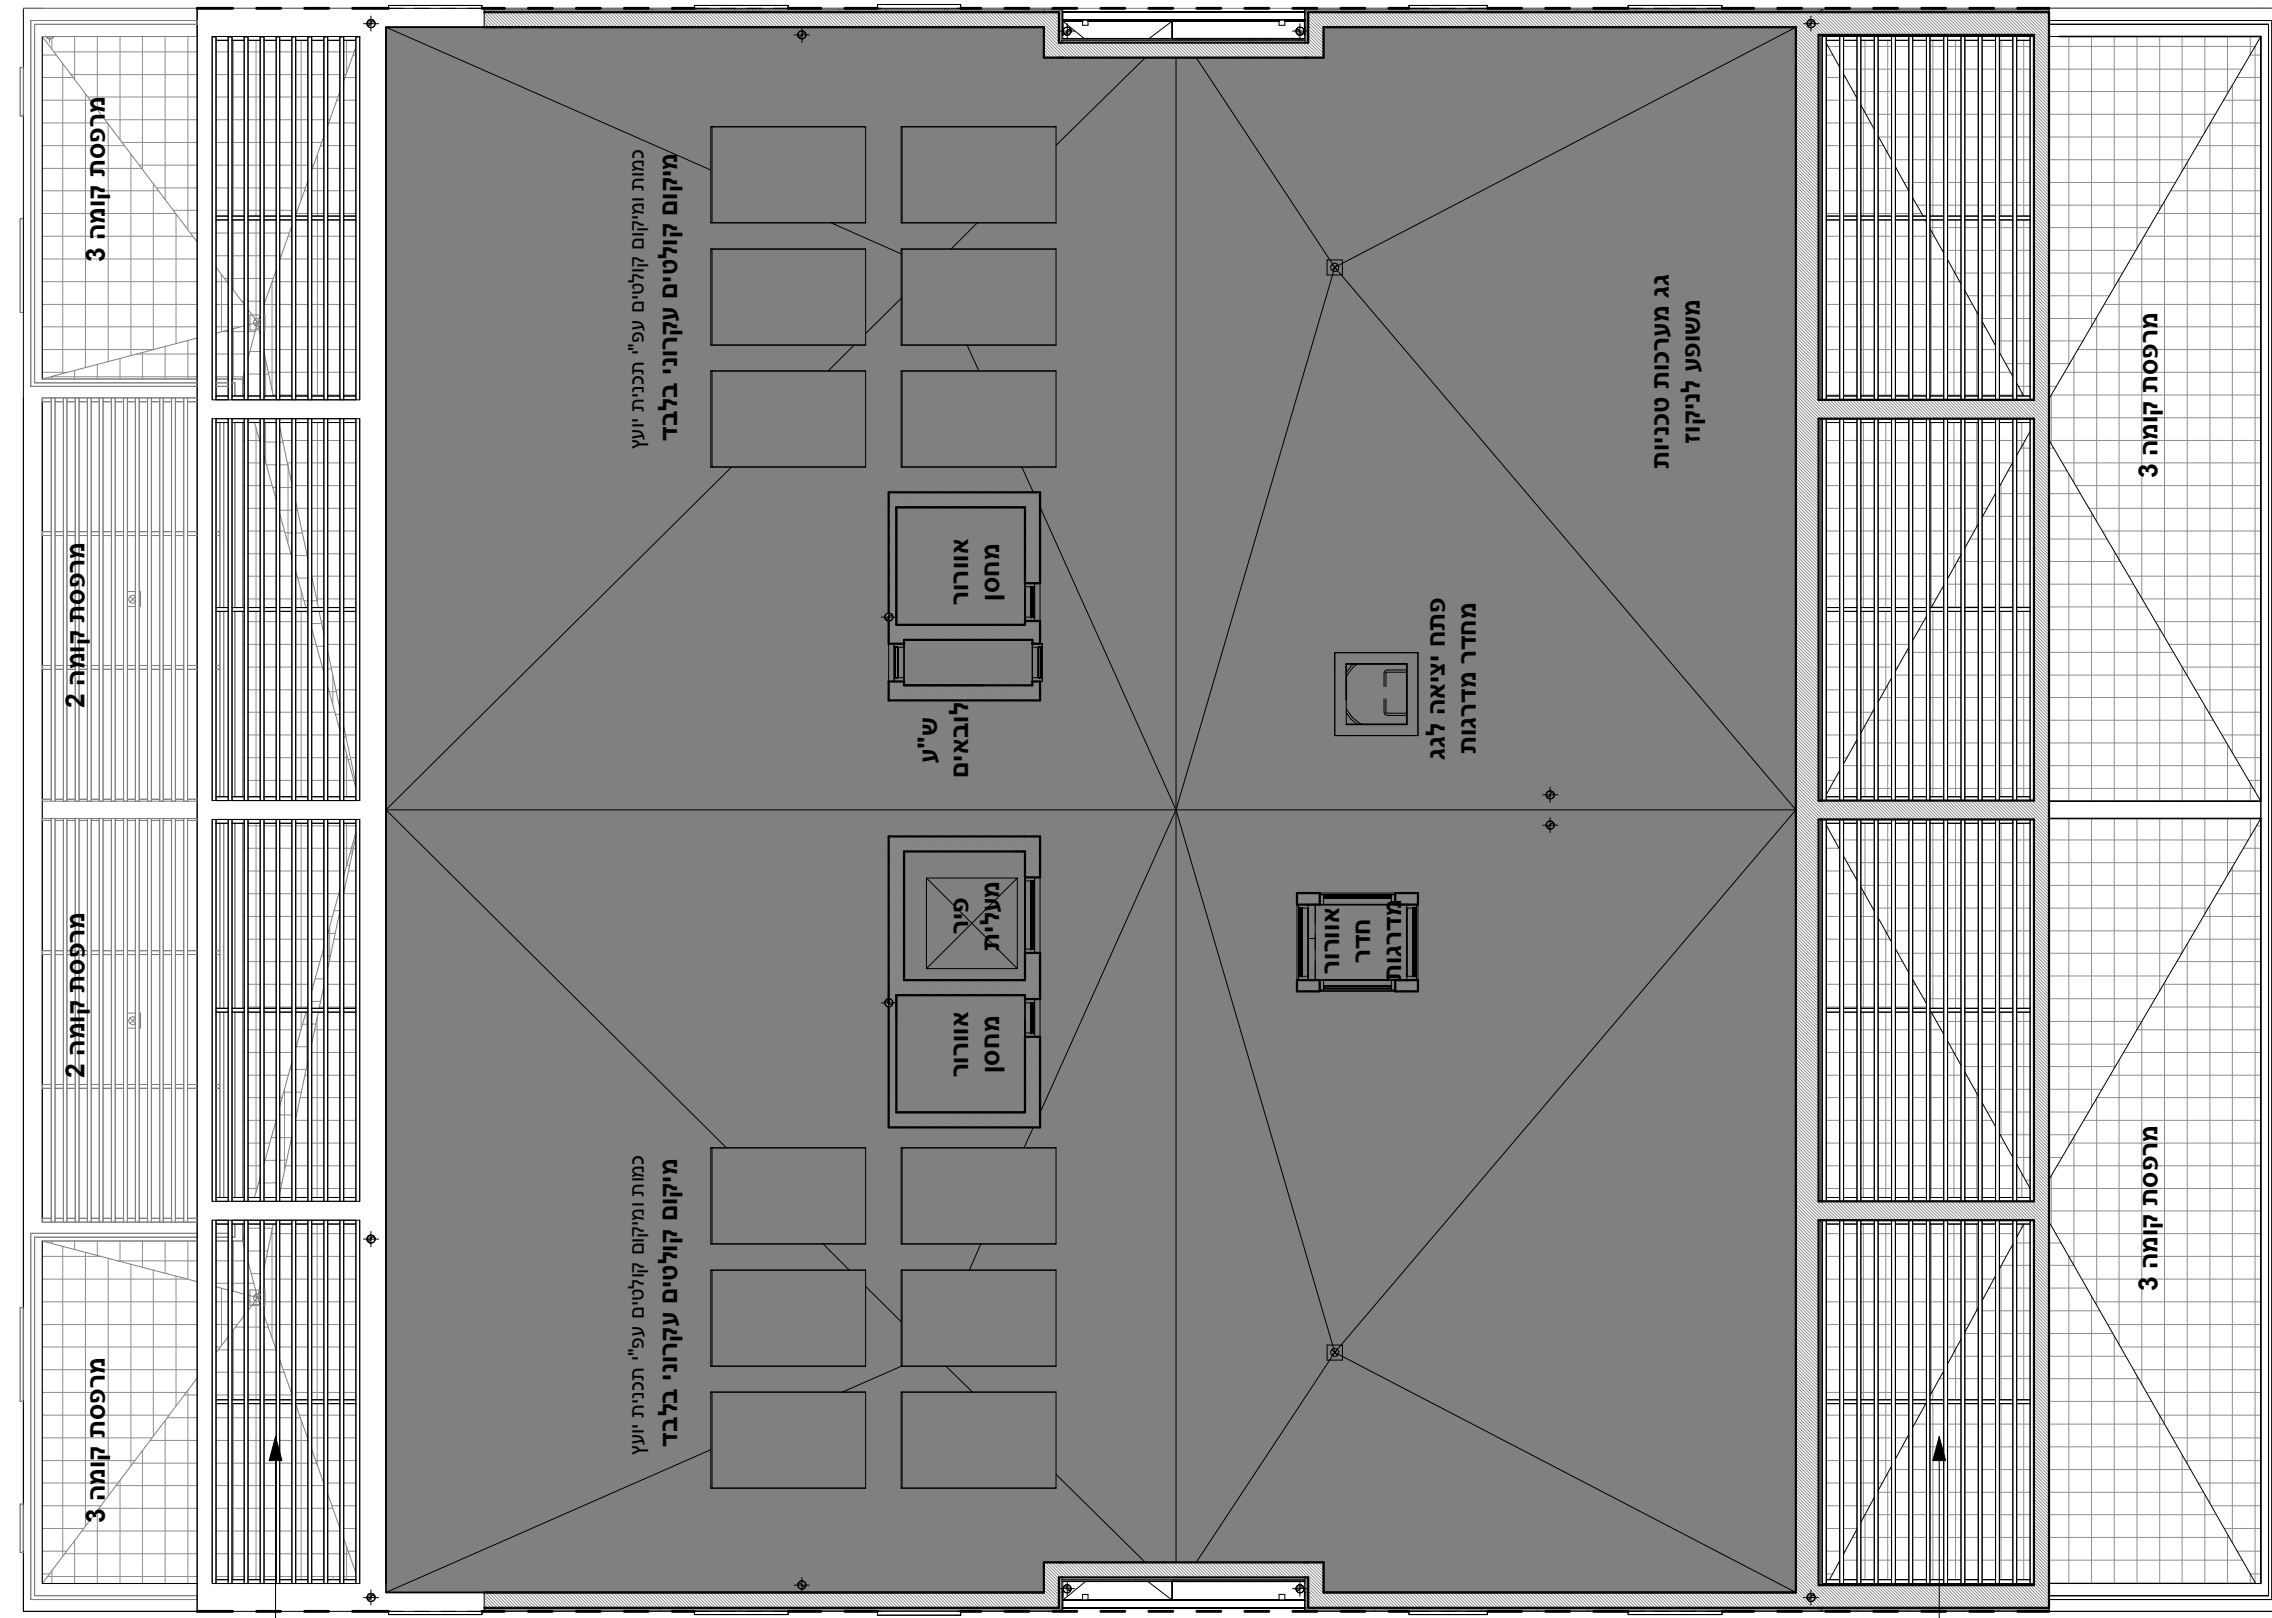 מרפסת קומה 3
מרפסת קומה 2
מרפסת קומה 2
מרפסת קומה 3
מיקום קולטים עקרוני בלבד
כמות ומיקום קולטים עפ"י תכנית יועץ
מיקום קולטים עקרוני בלבד
כמות ומיקום קולטים עפ"י תכנית יועץ
אוורור
מחסן
ש"ע
לובאים
פיר
מעלית
אוורור
מחסן
פתח יציאה לגג
מחדר מדרגות
אוורור
חדר
מדרגות
גג מערכות טכניות
משופע לניקוז
מרפסת קומה 3
מרפסת קומה 3